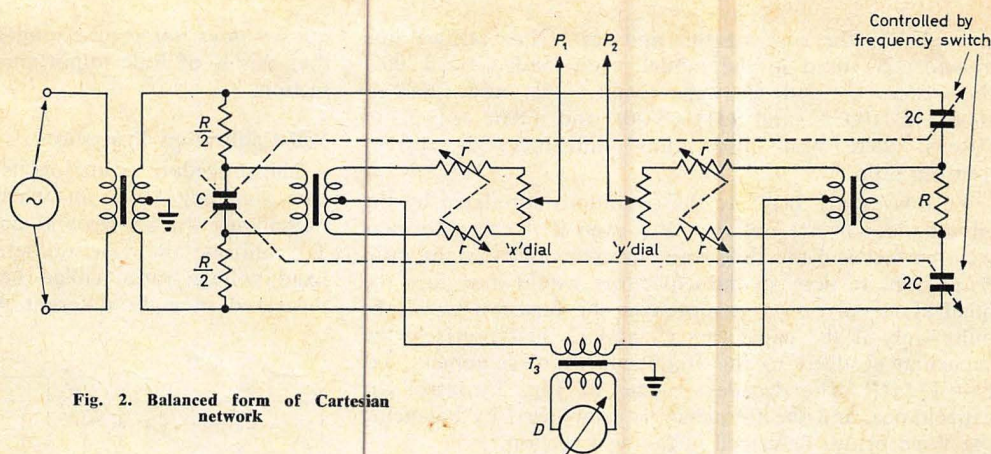 Controlled by
frequency switch
P₁ P₂
R/2
C
R/2
r
r
'x' dial
r
r
'y' dial
2C
R
2C
T₃
D
Fig. 2. Balanced form of Cartesian
network